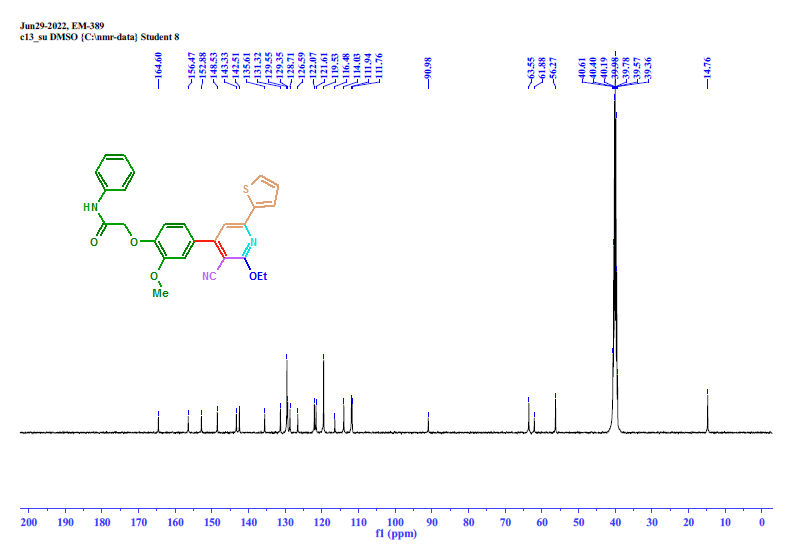 Jun29-2022, EM-389
c13_su DMSO {C:\nmr-data} Student 8
164.60
156.47
152.88
148.53
143.33
142.51
135.61
131.32
129.55
129.35
128.71
126.59
122.07
121.61
119.53
116.48
114.03
111.94
111.76
90.98
63.55
61.88
56.27
40.61
40.40
40.19
39.98
39.78
39.57
39.36
14.76
S
HN
O
O
N
O
Me
NC
OEt
200 190 180 170 160 150 140 130 120 110 100 90 80 70 60 50 40 30 20 10 0
f1 (ppm)